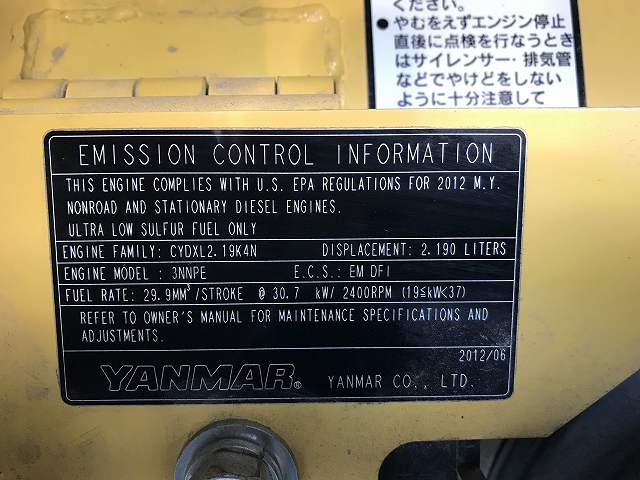 ください。
● やむをえずエンジン停止
直後に点検を行なうとき
はサイレンサー・排気管
などでやけどをしない
ように十分注意して
EMISSION CONTROL INFORMATION
THIS ENGINE COMPLIES WITH U.S. EPA REGULATIONS FOR 2012 M.Y.
NONROAD AND STATIONARY DIESEL ENGINES.
ULTRA LOW SULFUR FUEL ONLY
ENGINE FAMILY: CYDXL2.19K4N DISPLACEMENT: 2.190 LITERS
ENGINE MODEL : 3NNPE E.C.S.: EM DFI
FUEL RATE: 29.9MM³/STROKE @ 30.7 kW/ 2400RPM (19≦kW<37)
REFER TO OWNER'S MANUAL FOR MAINTENANCE SPECIFICATIONS AND
ADJUSTMENTS.
2012/06
YANMAR® YANMAR CO., LTD.